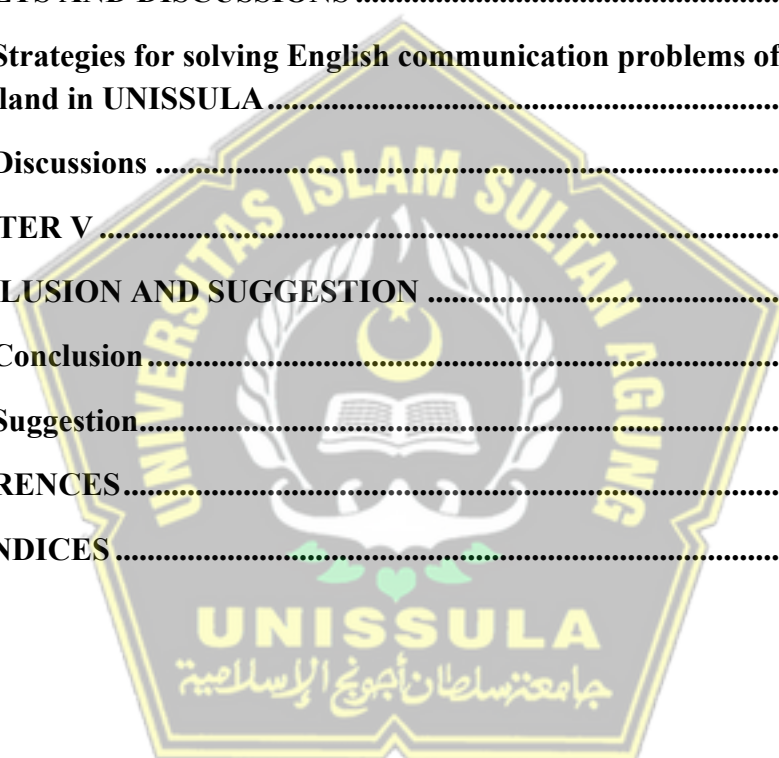 LTS AND DISCUSSIONS ........................................................
Strategies for solving English communication problems of
land in UNISSULA ........................................................
Discussions ........................................................
TER V ........................................................
LUSION AND SUGGESTION ........................................................
Conclusion ........................................................
Suggestion ........................................................
RENCES ........................................................
NDICES ........................................................
UNIVERSITAS ISLAM SULTAN AGUNG
UNISSULA
جامعة سلطان أجونج الإسلامية